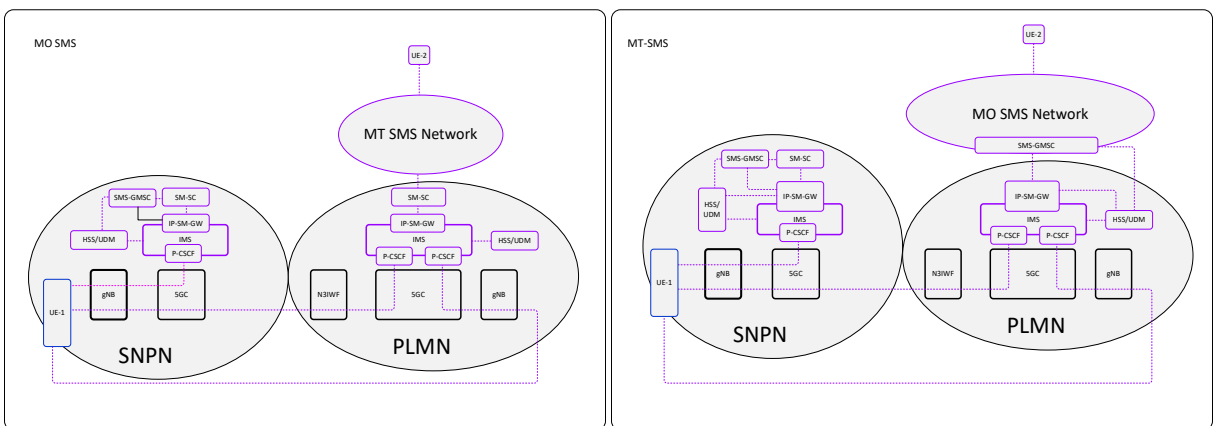 MO SMS
UE-2
MT SMS Network
SMS-GMSC
SM-SC
SM-SC
IP-SM-GW
IP-SM-GW
HSS/UDM
IMS
IMS
HSS/UDM
P-CSCF
P-CSCF
P-CSCF
gNB
5GC
N3IWF
5GC
gNB
UE-1
SNPN
PLMN
MT-SMS
UE-2
MO SMS Network
SMS-GMSC
SMS-GMSC
SM-SC
IP-SM-GW
IP-SM-GW
HSS/
UDM
IMS
IMS
HSS/UDM
P-CSCF
P-CSCF
P-CSCF
gNB
5GC
N3IWF
5GC
gNB
UE-1
SNPN
PLMN